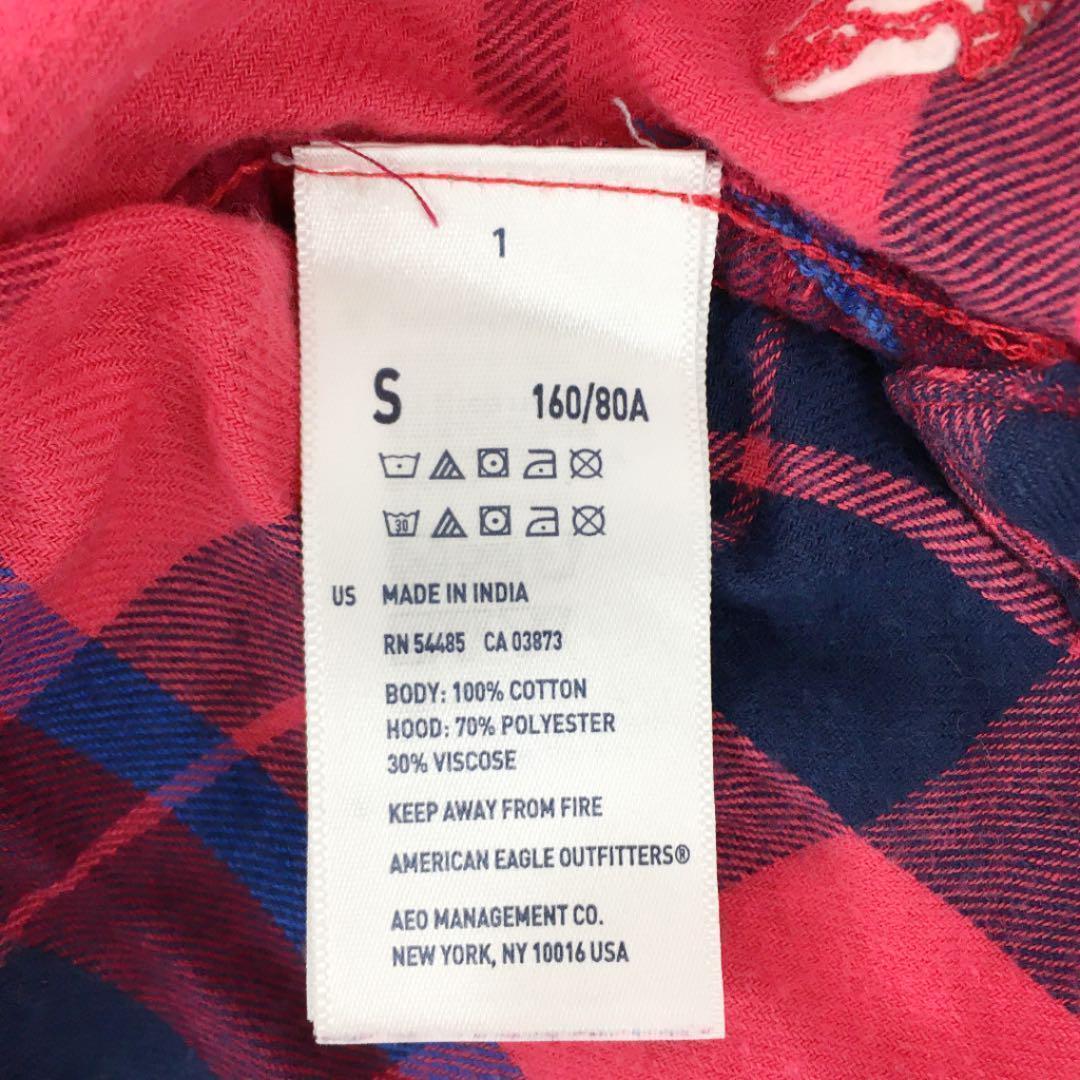 1
S 160/80A
30
US MADE IN INDIA
RN 54485 CA 03873
BODY: 100% COTTON
HOOD: 70% POLYESTER
30% VISCOSE
KEEP AWAY FROM FIRE
AMERICAN EAGLE OUTFITTERS®
AEO MANAGEMENT CO.
NEW YORK, NY 10016 USA